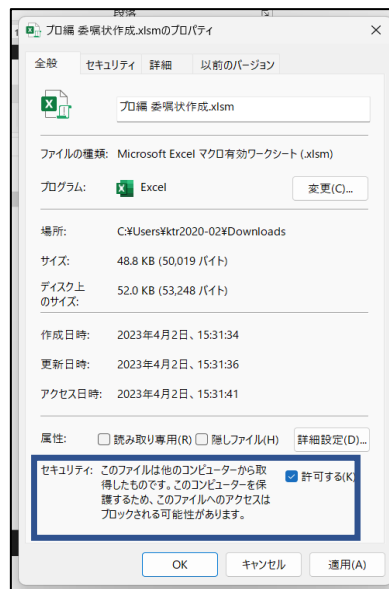 段落
プロ編 委嘱状作成.xlsmのプロパティ
全般 セキュリティ 詳細 以前のバージョン
プロ編 委嘱状作成.xlsm
ファイルの種類: Microsoft Excel マクロ有効ワークシート (.xlsm)
プログラム: Excel 変更(C)...
場所: C:¥Users¥ktr2020-02¥Downloads
サイズ: 48.8 KB (50,019 バイト)
ディスク上
のサイズ: 52.0 KB (53,248 バイト)
作成日時: 2023年4月2日、15:31:34
更新日時: 2023年4月2日、15:31:36
アクセス日時: 2023年4月2日、15:31:41
属性: 読み取り専用(R) 隠しファイル(H) 詳細設定(D)...
セキュリティ: このファイルは他のコンピューターから取
得したものです。このコンピューターを保
護するため、このファイルへのアクセスは
ブロックされる可能性があります。
許可する(K)
OK キャンセル 適用(A)